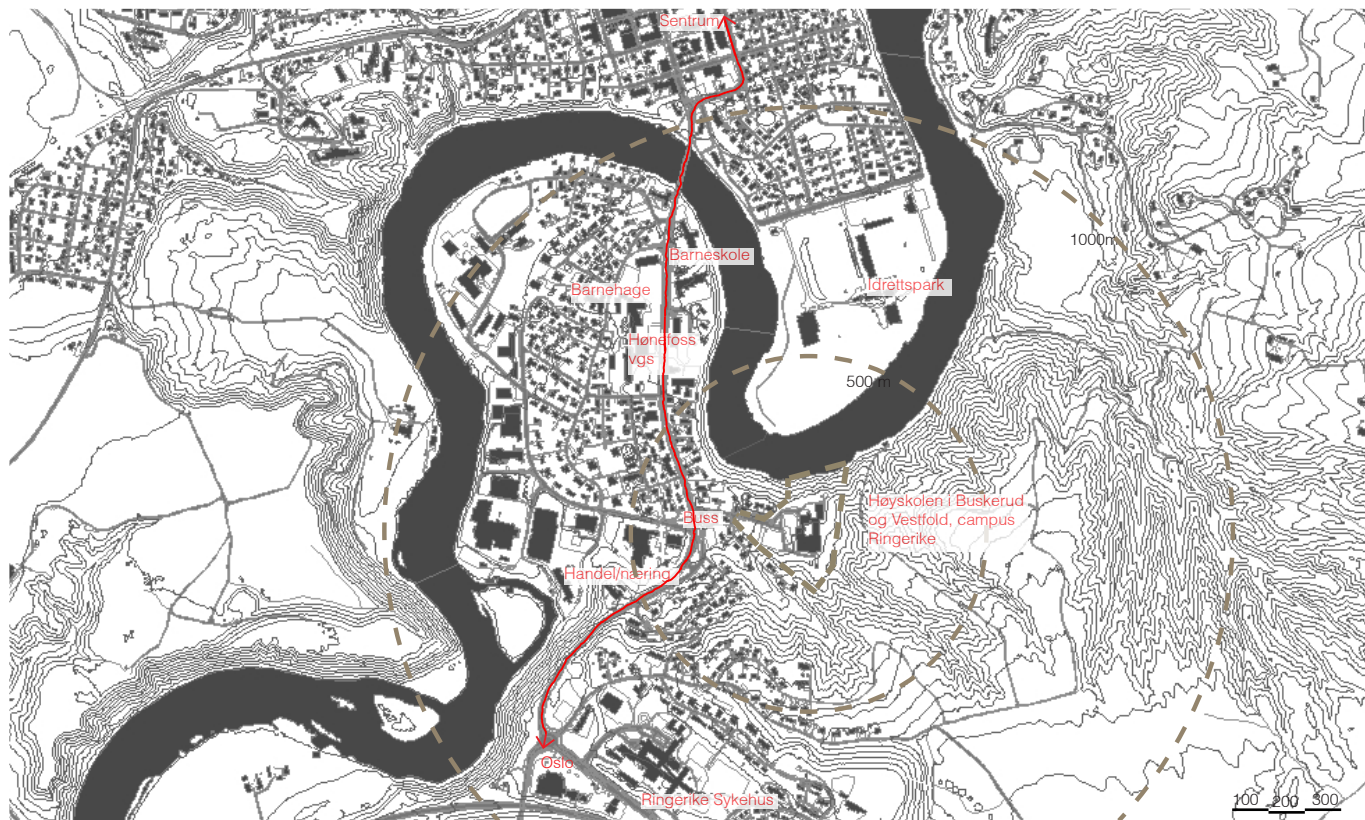 Sentrum
1000m
Barneskole
Idrettspark
Barnehage
Hønefoss
vgs
500 m
Høyskolen i Buskerud
og Vestfold, campus
Ringerike
Buss
Handel/næring
Oslo
Ringerike Sykehus
100 200 300